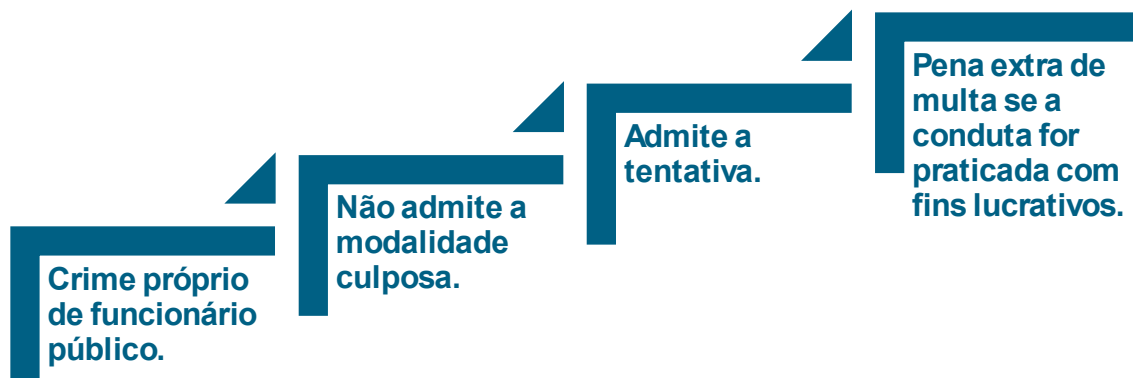 Crime próprio
de funcionário
público.
Não admite a
modalidade
culposa.
Admite a
tentativa.
Pena extra de
multa se a
conduta for
praticada com
fins lucrativos.